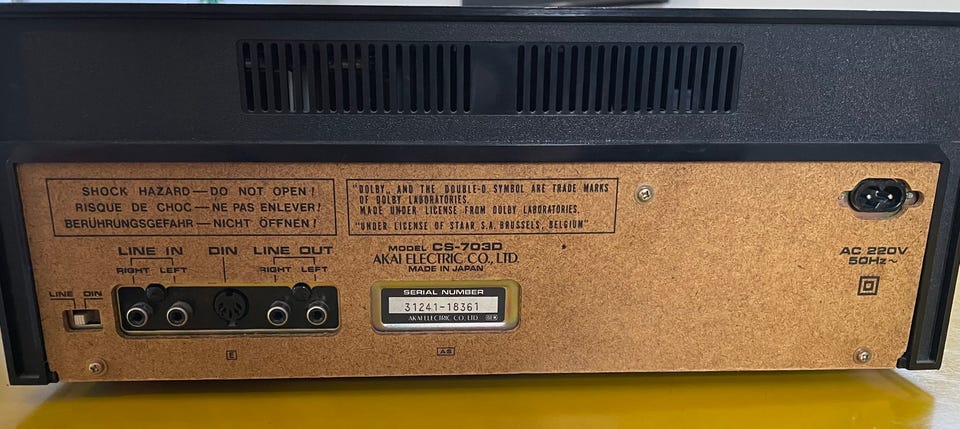 SHOCK HAZARD—DO NOT OPEN!
RISQUE DE CHOC—NE PAS ENLEVER!
BERÜHRUNGSGEFAHR—NICHT ÖFFNEN!
"DOLBY„ AND THE DOUBLE-D SYMBOL ARE TRADE MARKS
OF DOLBY LABORATORIES.
MADE UNDER LICENSE FROM DOLBY LABORATORIES.
"UNDER LICENSE OF STAAR S.A. BRUSSELS, BELGIUM"
LINE IN DIN LINE OUT
RIGHT LEFT RIGHT LEFT
MODEL CS-703D
AKAI ELECTRIC CO., LTD.
MADE IN JAPAN
AC 220V
50Hz~
LINE DIN
SERIAL NUMBER
31241-18361
AKAI ELECTRIC CO., LTD.
E
AS